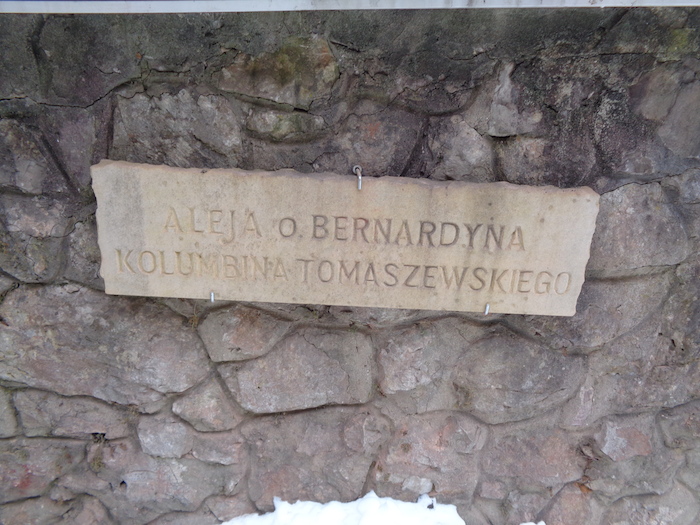 ALEJA o. BERNARDYNA
KOLUMBINA TOMASZEWSKIEGO